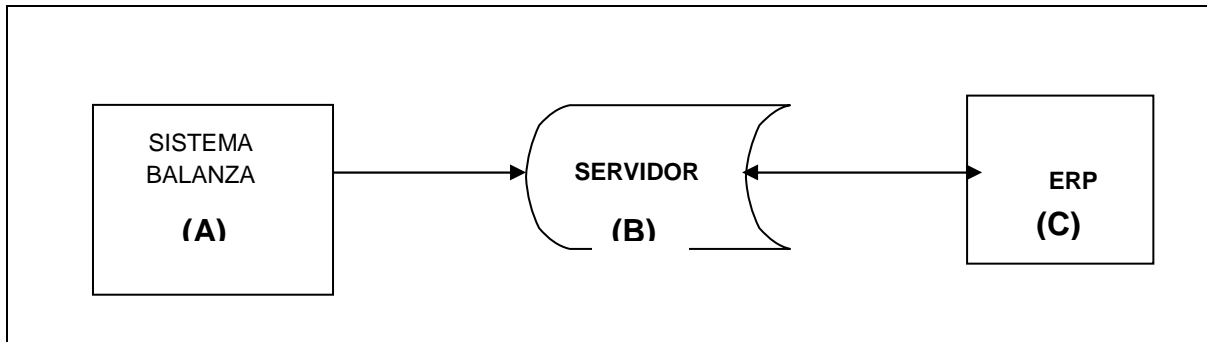 SISTEMA
BALANZA
(A)
SERVIDOR
(B)
ERP
(C)